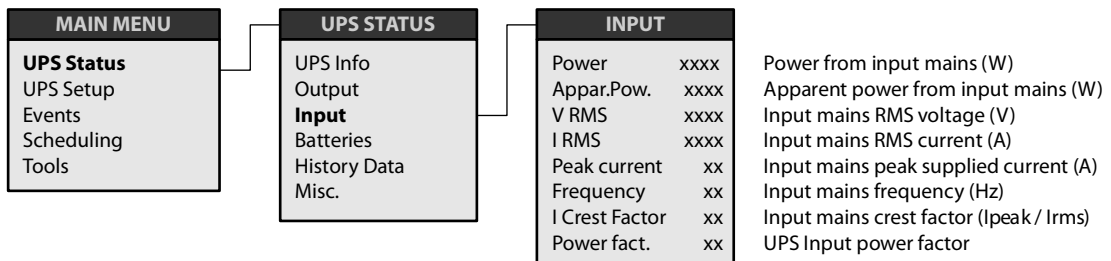 MAIN MENU
UPS Status
UPS Setup
Events
Scheduling
Tools
UPS STATUS
UPS Info
Output
Input
Batteries
History Data
Misc.
INPUT
Power xxxx Power from input mains (W)
Appar.Pow. xxxx Apparent power from input mains (W)
V RMS xxxx Input mains RMS voltage (V)
I RMS xxxx Input mains RMS current (A)
Peak current xx Input mains peak supplied current (A)
Frequency xx Input mains frequency (Hz)
I Crest Factor xx Input mains crest factor (Ipeak / Irms)
Power fact. xx UPS Input power factor